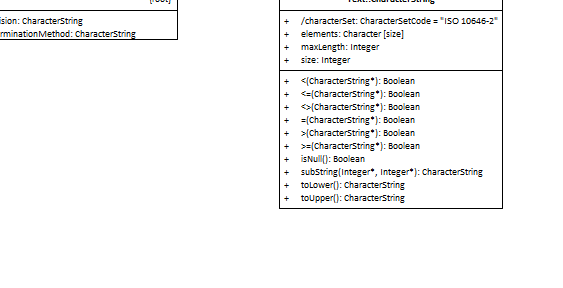 [root]
sion: CharacterString
rminationMethod: CharacterString
Text::CharacterString
+ /characterSet: CharacterSetCode = "ISO 10646-2"
+ elements: Character [size]
+ maxLength: Integer
+ size: Integer
+ <(CharacterString*): Boolean
+ <=(CharacterString*): Boolean
+ <>(CharacterString*): Boolean
+ =(CharacterString*): Boolean
+ >(CharacterString*): Boolean
+ >=(CharacterString*): Boolean
+ isNull(): Boolean
+ subString(Integer*, Integer*): CharacterString
+ toLower(): CharacterString
+ toUpper(): CharacterString